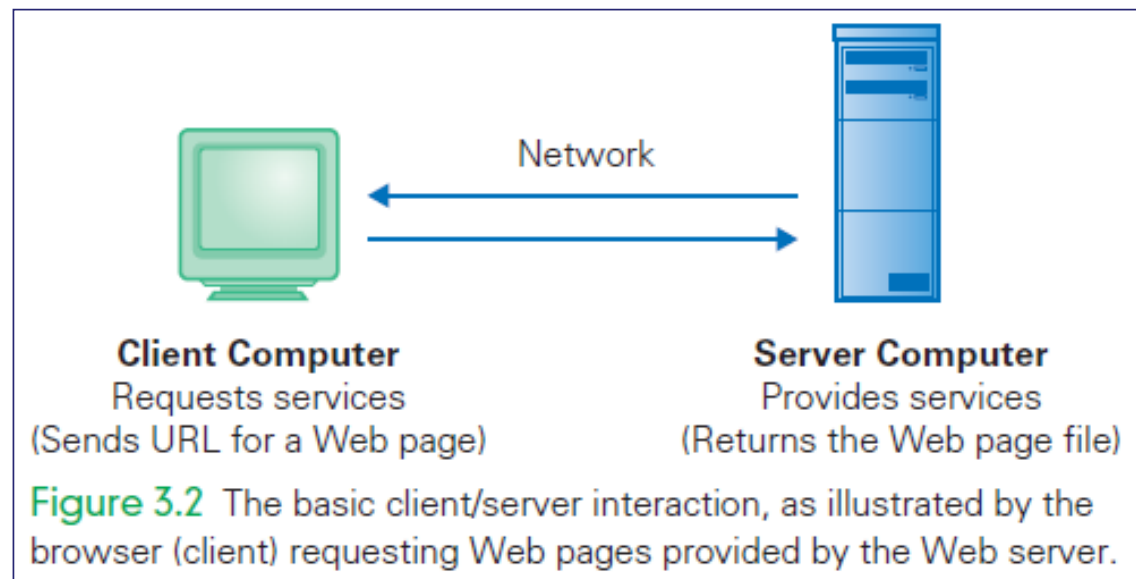 Network
Client Computer
Requests services
(Sends URL for a Web page)
Server Computer
Provides services
(Returns the Web page file)
Figure 3.2 The basic client/server interaction, as illustrated by the
browser (client) requesting Web pages provided by the Web server.